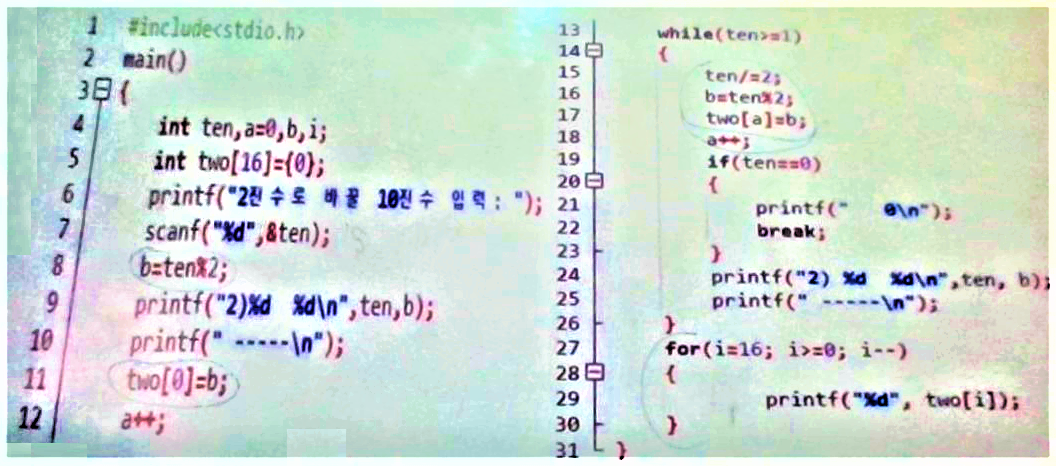 1 #include<stdio.h>
2 main()
3 {
4 int ten,a=0,b,i;
5 int two[16]={0};
6 printf("2진수로 바꿀 10진수 입력: ");
7 scanf("%d",&ten);
8 b=ten%2;
9 printf("2)%d %d\n",ten,b);
10 printf(" -----\n");
11 two[0]=b;
12 a++;
13 while(ten>=1)
14 {
15 ten/=2;
16 b=ten%2;
17 two[a]=b;
18 a++;
19 if(ten==0)
20 {
21 printf(" 0\n");
22 break;
23 }
24 printf("2) %d %d\n",ten, b);
25 printf(" -----\n");
26 }
27 for(i=16; i>=0; i--)
28 {
29 printf("%d", two[i]);
30 }
31 }